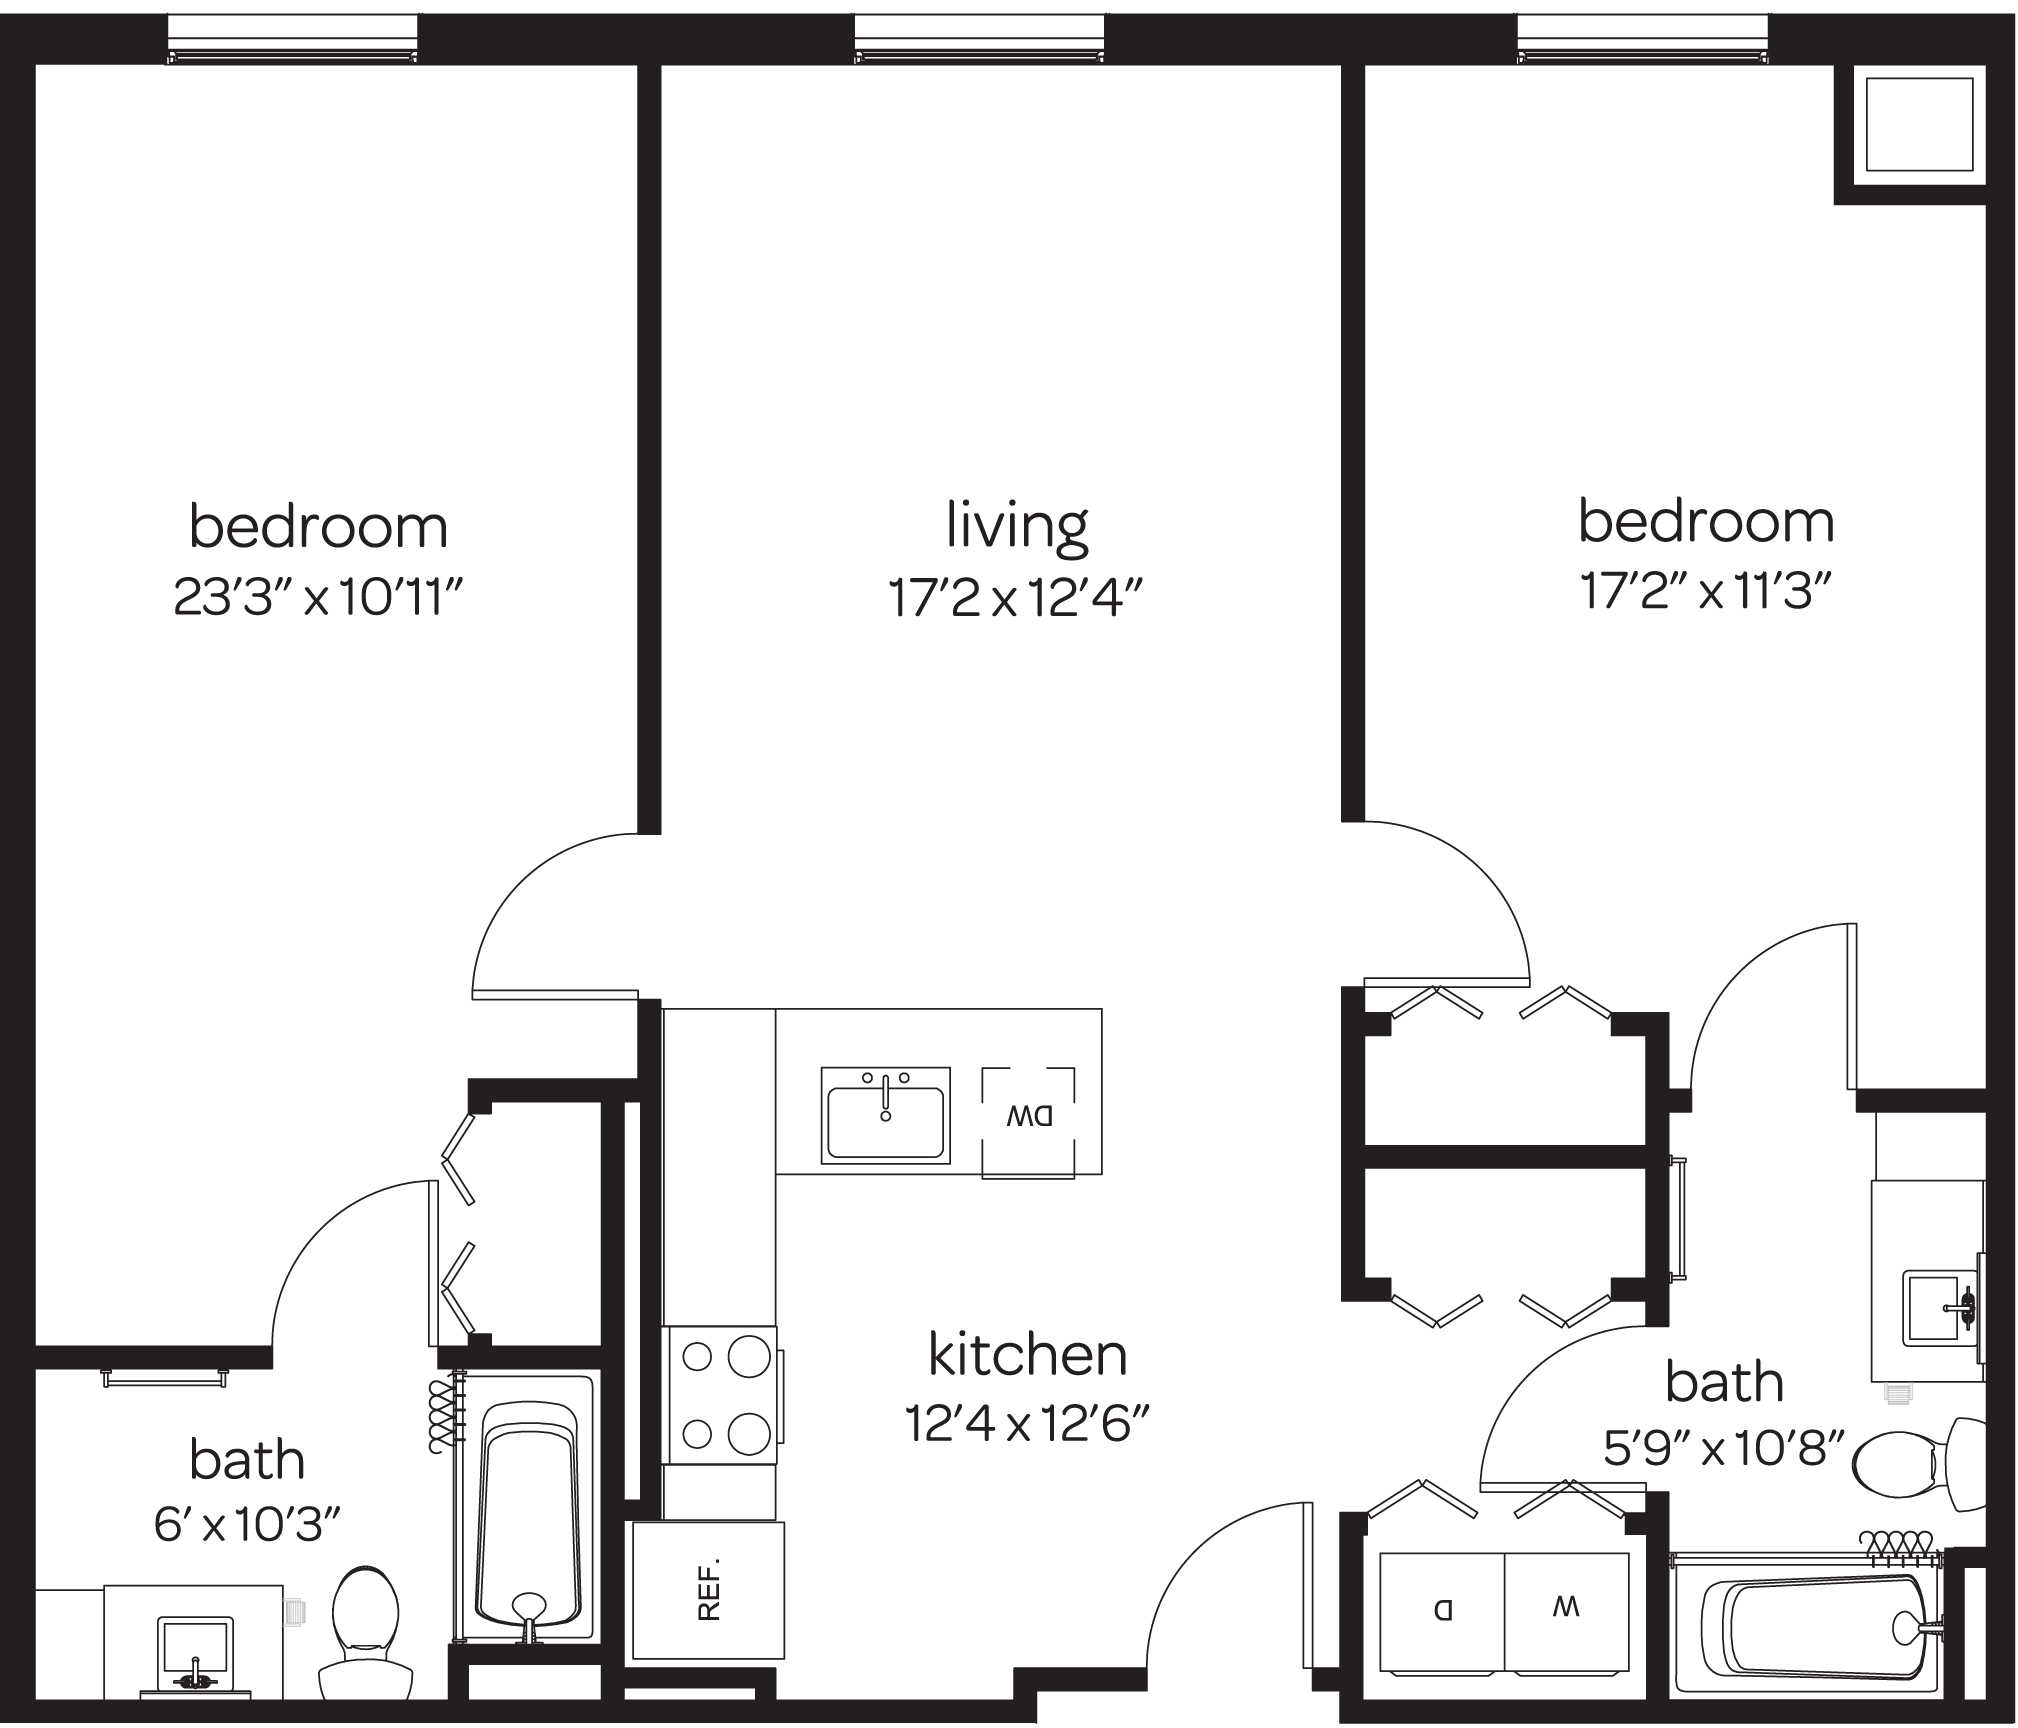 bedroom
23′3″ x 10′11″
living
17′2 x 12′4″
bedroom
17′2″ x 11′3″
DW
kitchen
12′4 x 12′6″
bath
5′9″ x 10′8″
bath
6′ x 10′3″
REF.
D
W